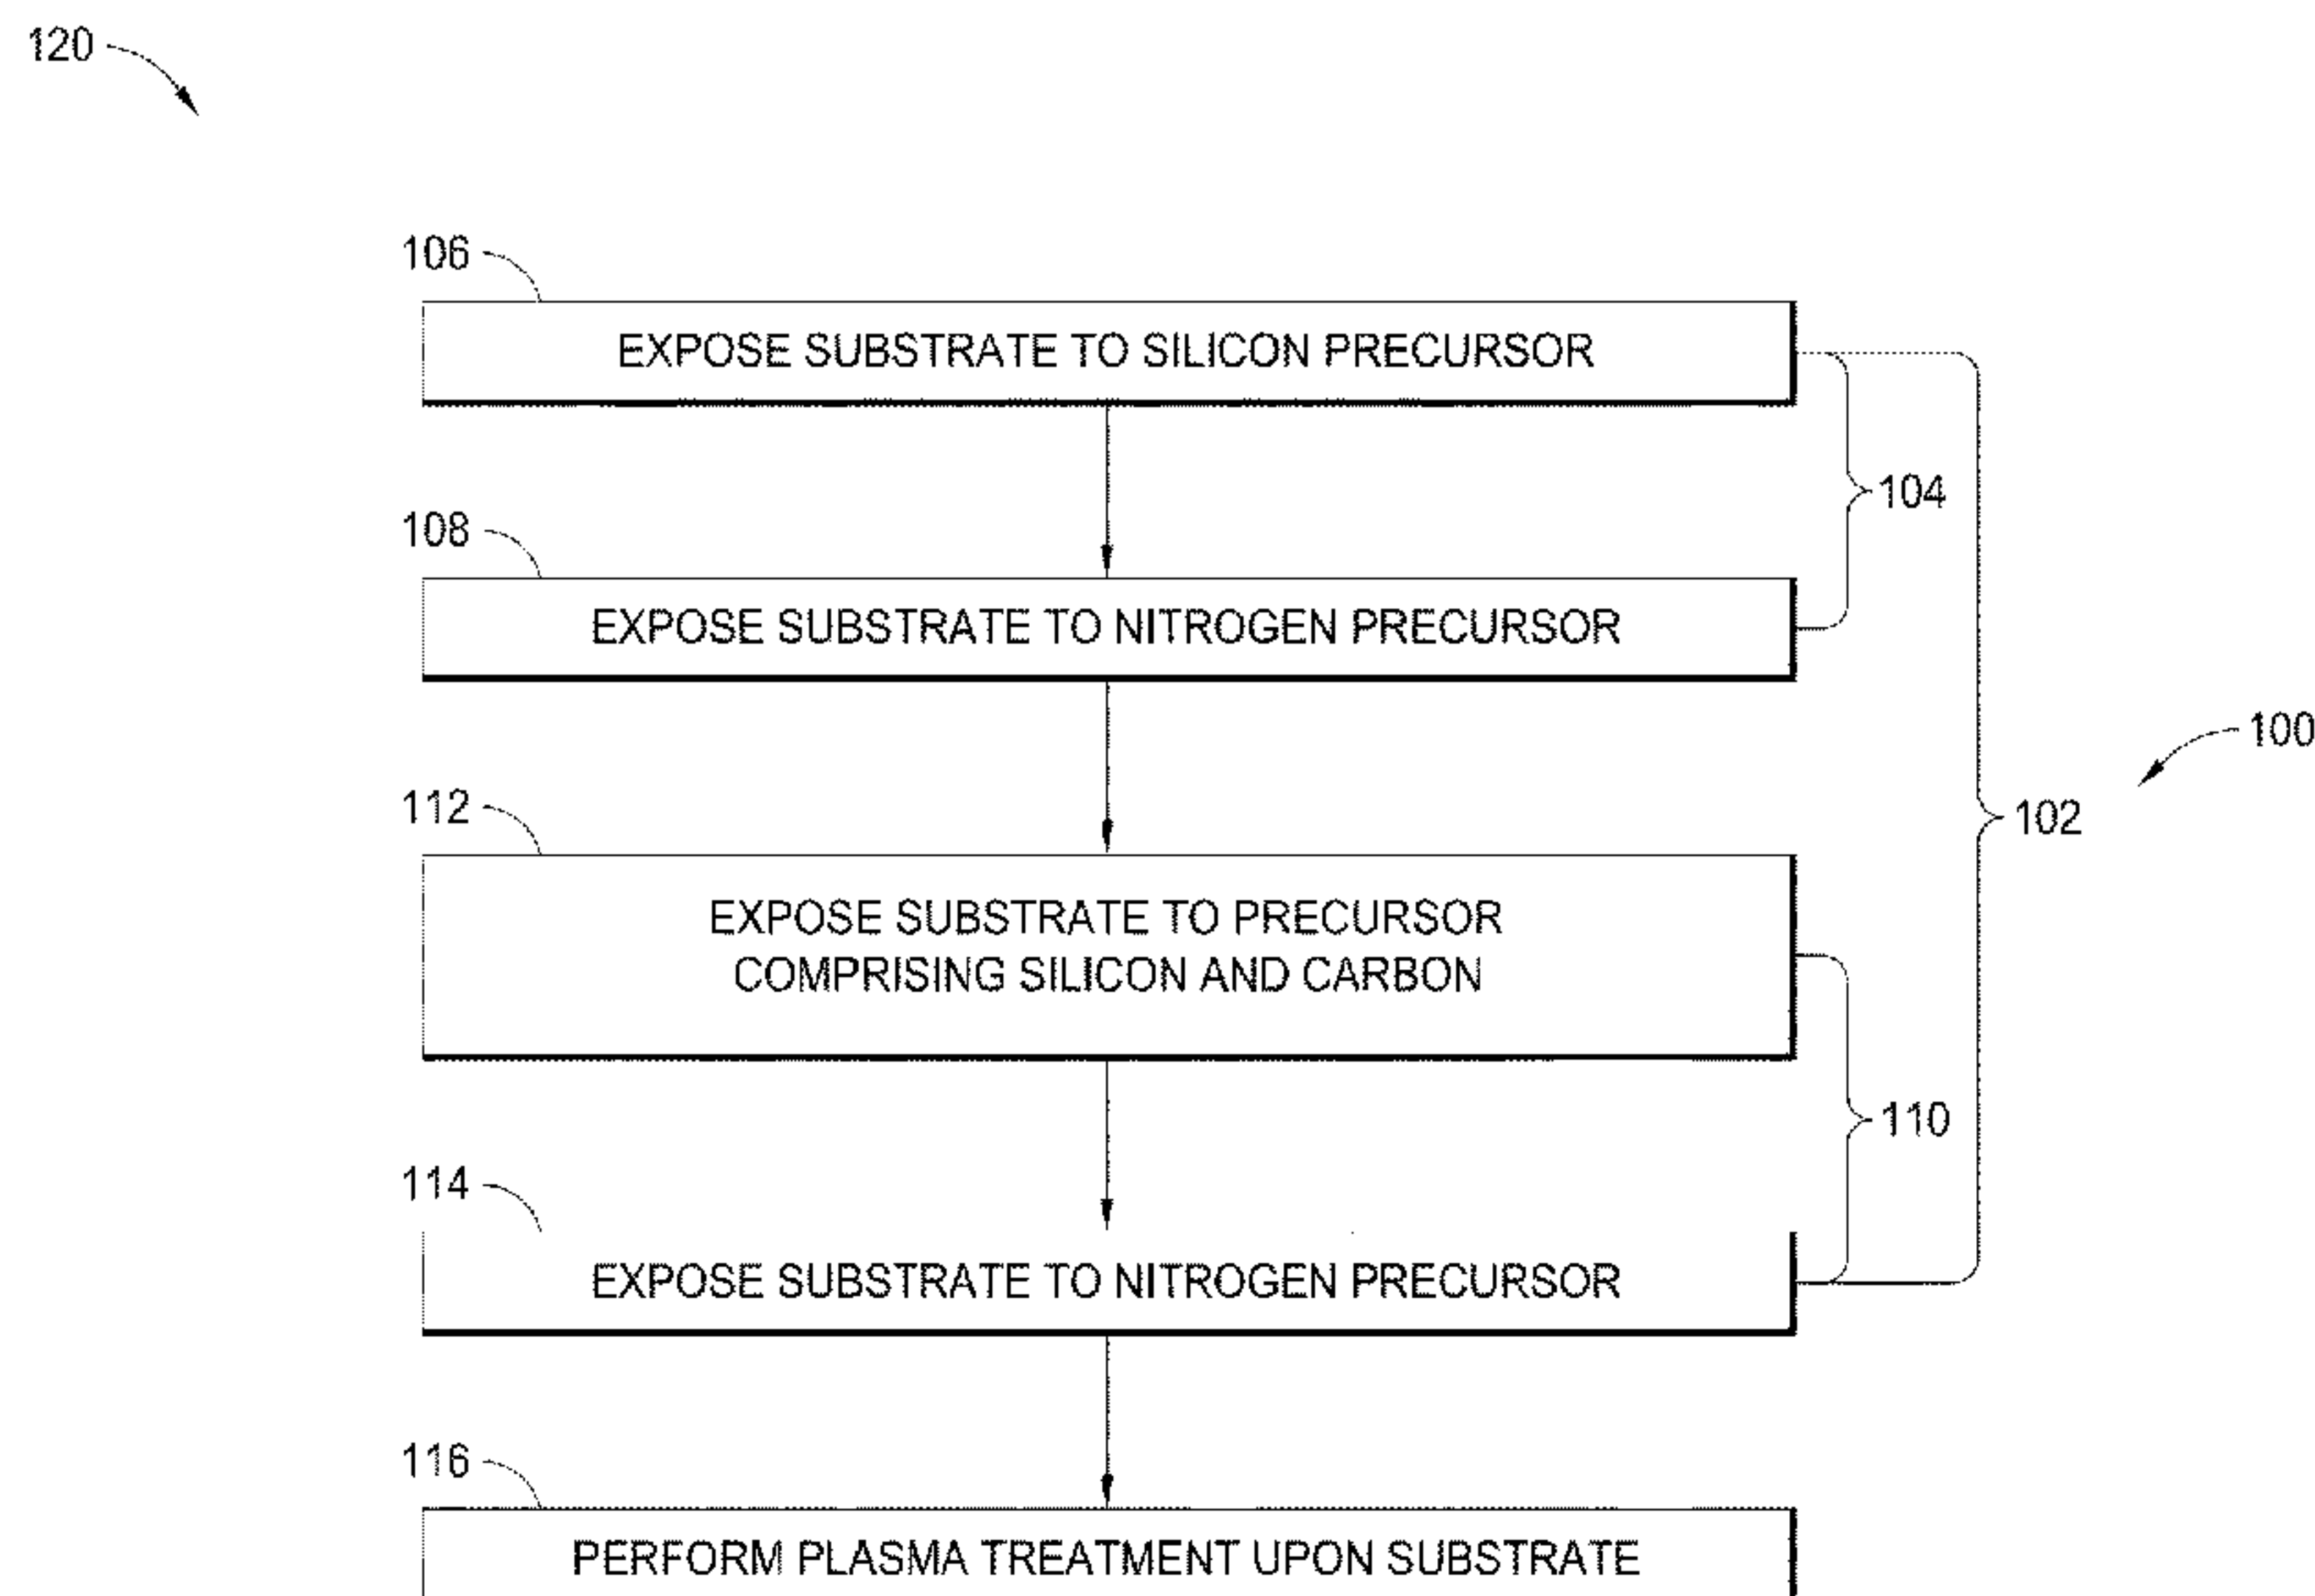 120
106
EXPOSE SUBSTRATE TO SILICON PRECURSOR
104
108
EXPOSE SUBSTRATE TO NITROGEN PRECURSOR
100
112
102
EXPOSE SUBSTRATE TO PRECURSOR
COMPRISING SILICON AND CARBON
110
114
EXPOSE SUBSTRATE TO NITROGEN PRECURSOR
116
PERFORM PLASMA TREATMENT UPON SUBSTRATE